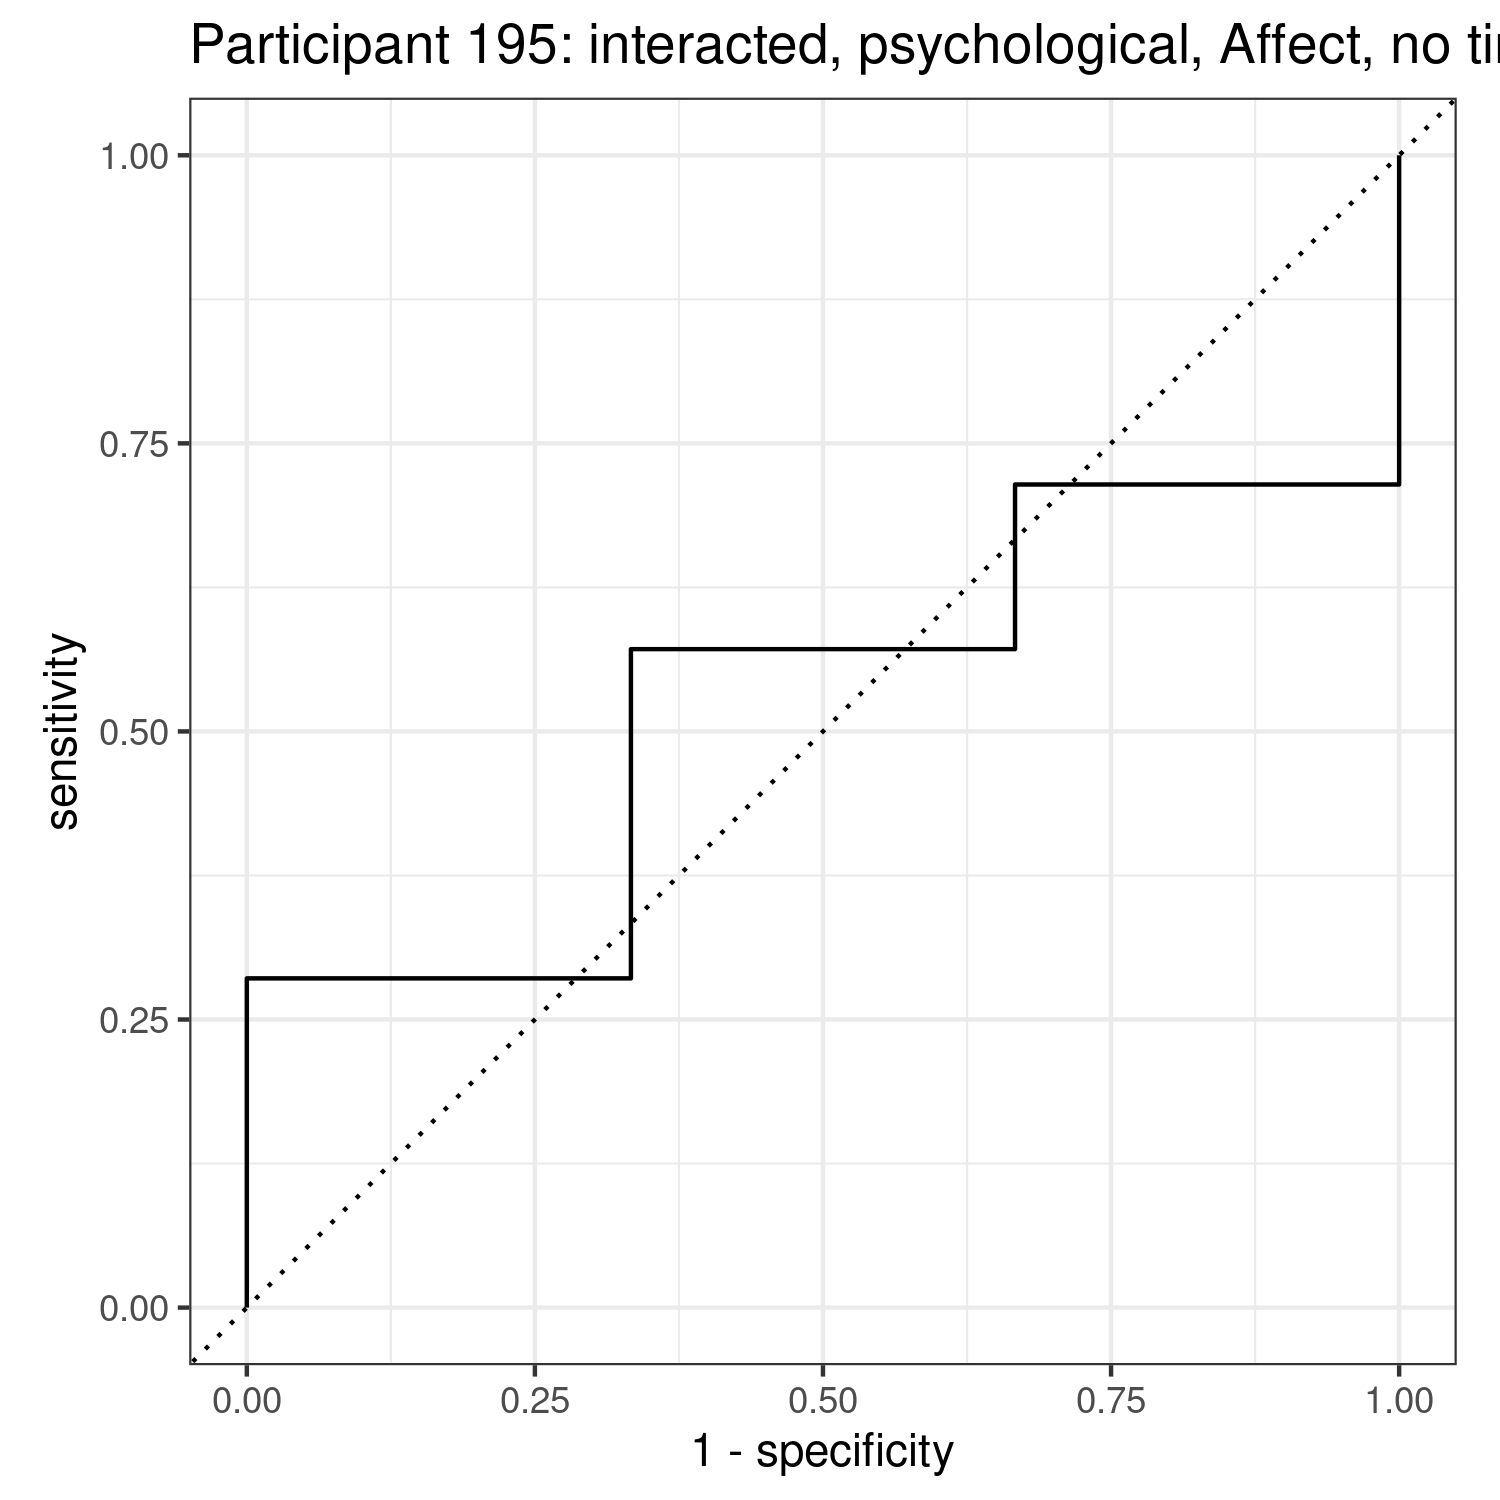 Participant 195: interacted, psychological, Affect, no
1.00
0.75
0.50
0.25
0.00
sensitivity
0.00 0.25 0.50 0.75 1.00
1 - specificity